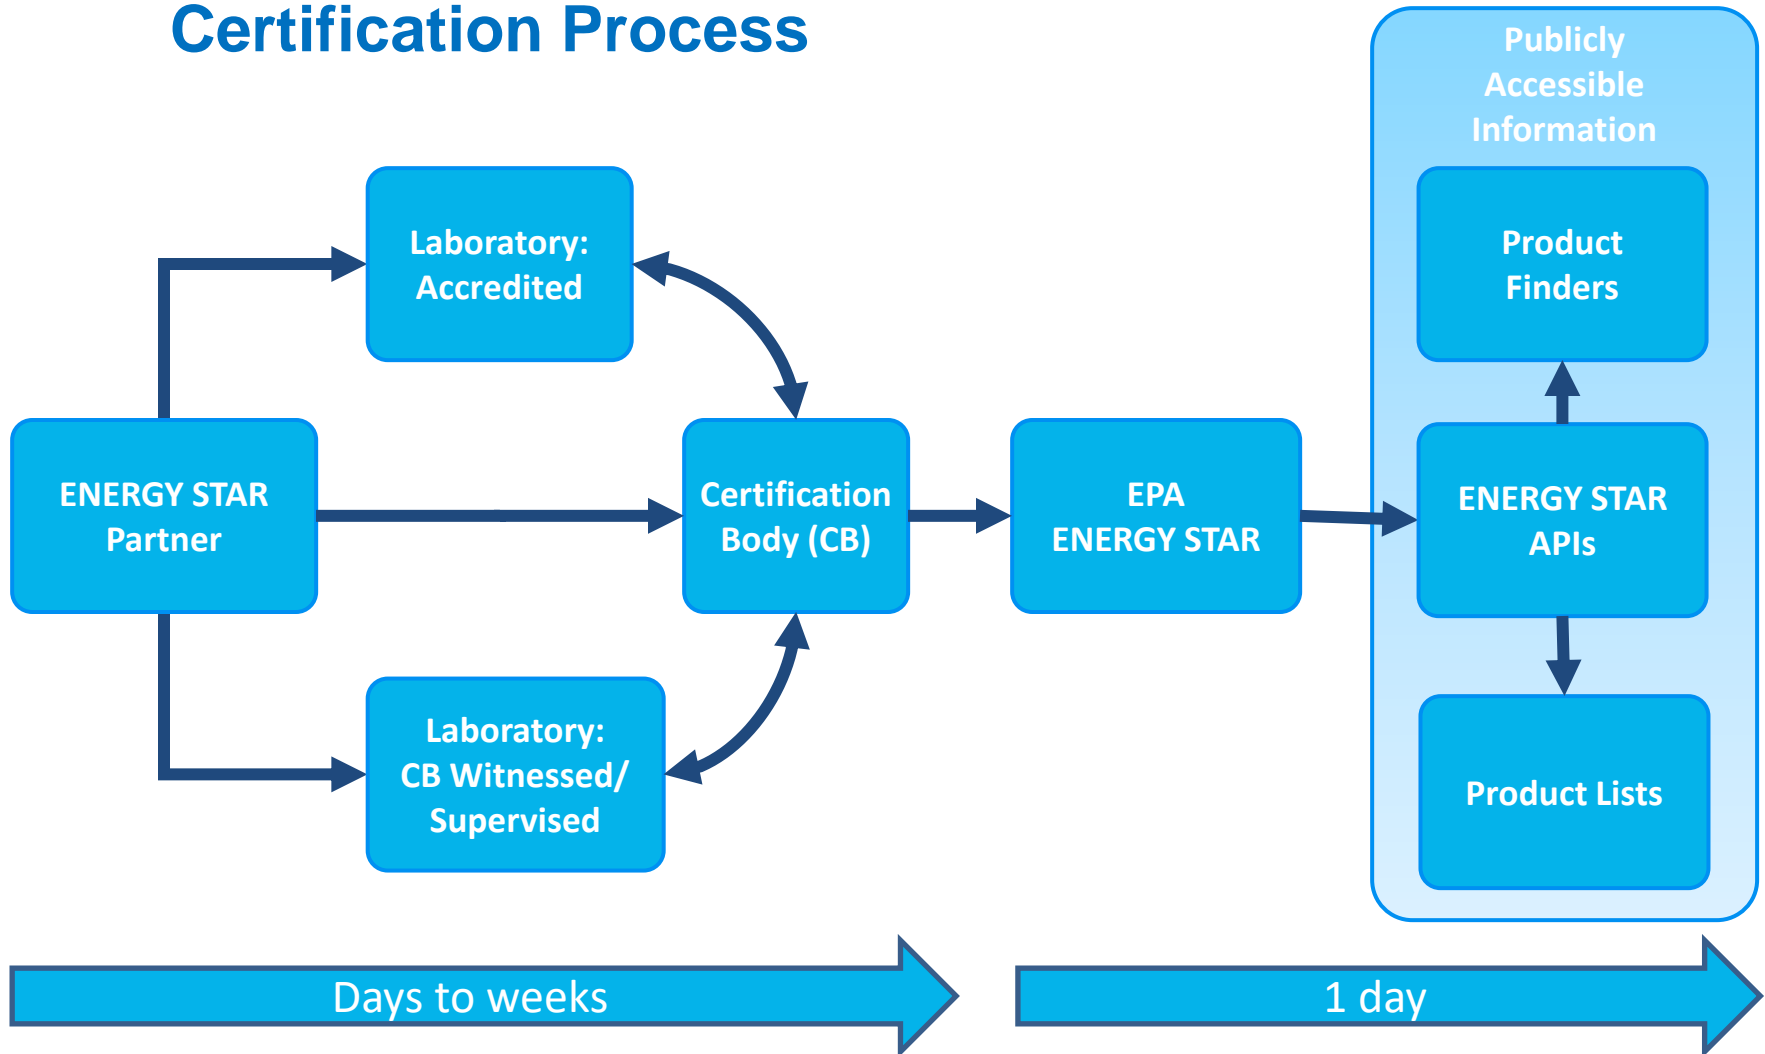 Certification Process
Publicly
Accessible
Information
Laboratory:
Accredited
Product
Finders
ENERGY STAR
Partner
Certification
Body (CB)
EPA
ENERGY STAR
ENERGY STAR
APIs
Laboratory:
CB Witnessed/
Supervised
Product Lists
Days to weeks
1 day